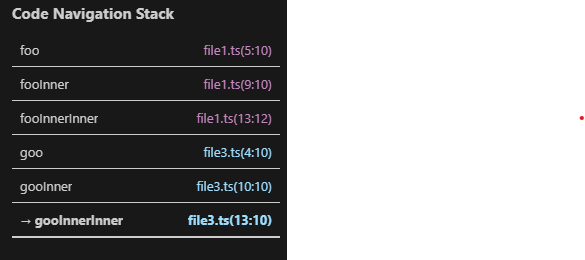 Code Navigation Stack
foo file1.ts(5:10)
fooInner file1.ts(9:10)
fooInnerInner file1.ts(13:12)
goo file3.ts(4:10)
gooInner file3.ts(10:10)
→ gooInnerInner file3.ts(13:10)